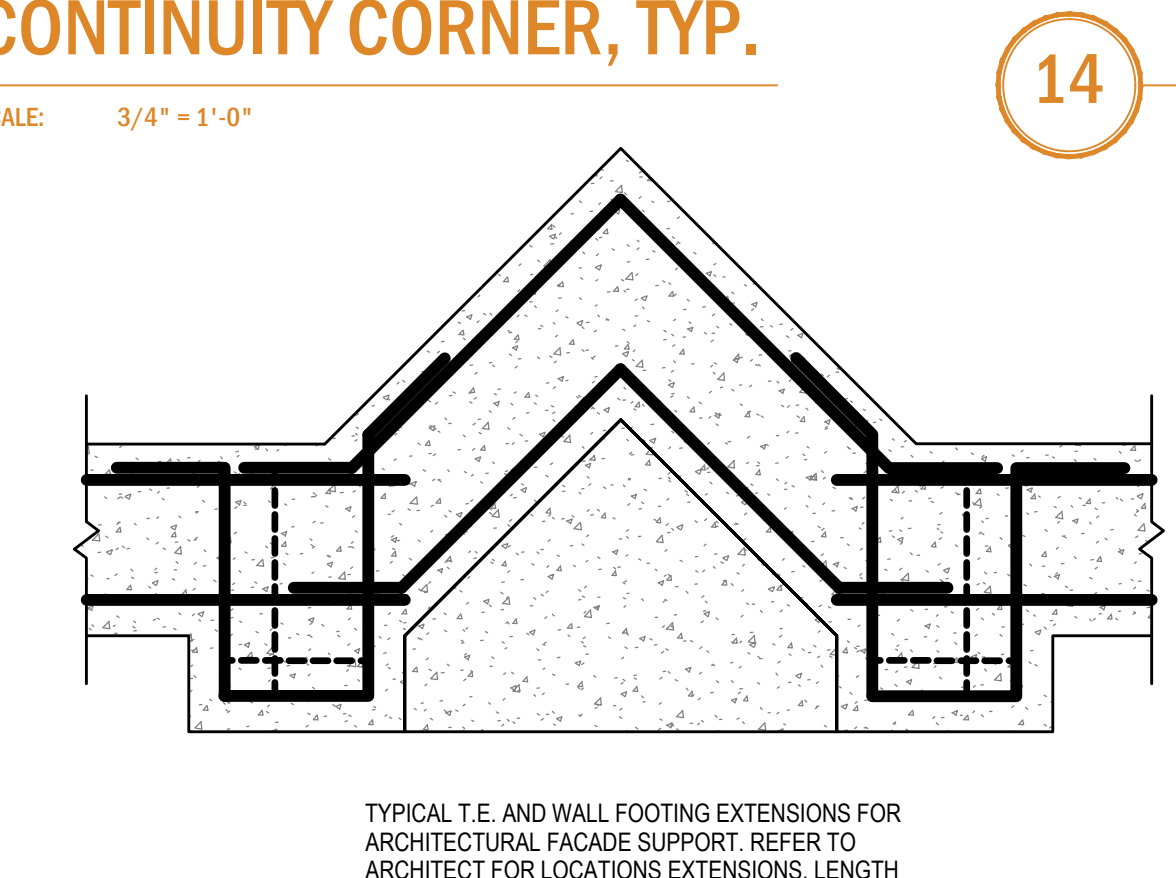 CONTINUITY CORNER, TYP.
14
3/4" = 1'-0"
TYPICAL T.E. AND WALL FOOTING EXTENSIONS FOR
ARCHITECTURAL FACADE SUPPORT. REFER TO
ARCHITECT FOR LOCATIONS EXTENSIONS, LENGTH